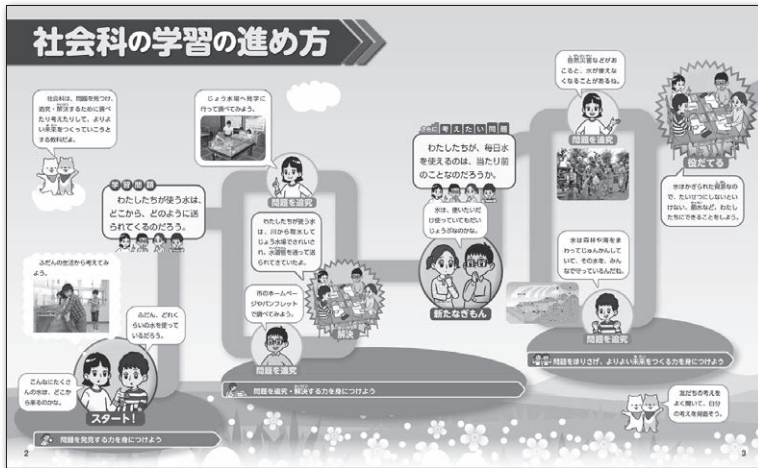 社会科の学習の進め方
社会科は、問題を見つけ、
追究・解決するために調べ
たり考えたりして、よりよ
い未来をつくっていこうと
する教科だよ。
学習問題
わたしたちが使う水は、
どこから、どのように送
られてくるのだろう。
ふだんの生活から考えてみ
よう。
ふだん、どれく
らいの水を使って
いるだろう。
こんなにたくさ
んの水は、どこか
ら来るのかな。
スタート!
問題を発見する力を身につけよう
2
じょう水場へ見学に
行って調べてみよう。
問題を追究
わたしたちが使う水
は、川から取水して
じょう水場できれいにさ
れ、水道管を通って送
られてきていたよ。
市のホームペー
ジやパンフレット
で調べてみよう。
問題を追究
解決
問題を追究・解決する力を身につけよう
さらに考えたい問題
わたしたちが、毎日水
を使えるのは、当たり前
のことなのだろうか。
水は、使いたいだ
け使っていてもだい
じょうぶなのかな。
新たなぎもん
自然災害などがお
こると、水が使えな
くなることがあるね。
問題を追究
水は森林や海をま
わってじゅんかんして
いて、その水を、みん
なで守っているんだね。
問題を追究
役だてる
水はかぎられた資源なの
で、たいせつにしないとい
けない。節水など、わたし
たちにできることをしよう。
問題をほりさげ、よりよい未来をつくる力を身につけよう
友だちの考えを
よく聞いて、自分
の考えを見直そう。
3